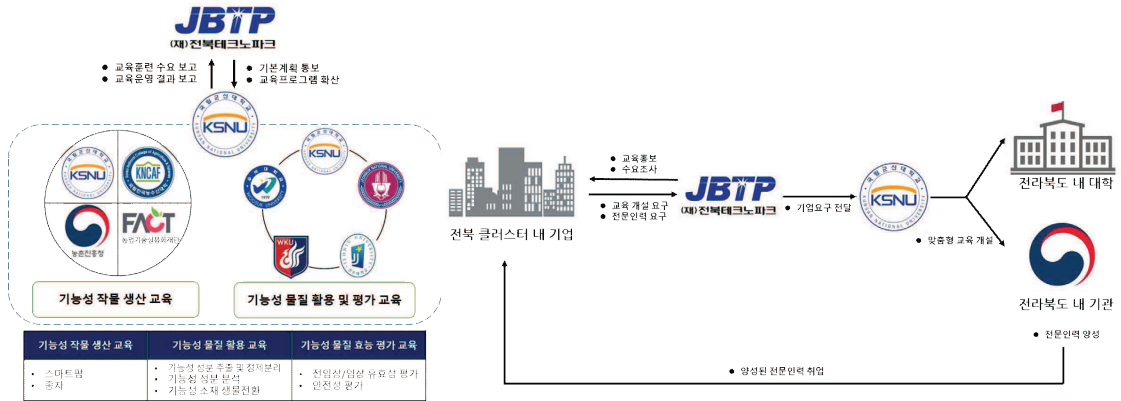 JBTP
(재)전북테크노파크
● 교육훈련 수요 보고
● 교육운영 결과 보고
● 기본계획 통보
● 교육프로그램 확산
KSNU
KSNU
KNCAF
농촌진흥청
FACT
농업기술실용화재단
KSNU
WKU
기능성 작물 생산 교육
기능성 물질 활용 및 평가 교육
기능성 작물 생산 교육
기능성 물질 활용 교육
기능성 물질 효능 평가 교육
• 스마트팜
• 종자
• 기능성 성분 추출 및 정제분리
• 기능성 성분 분석
• 기능성 소재 생물전환
• 전임상/임상 유효성 평가
• 안전성 평가
전북 클러스터 내 기업
● 교육홍보
● 수요조사
● 교육 개설 요구
● 전문인력 요구
JBTP
(재)전북테크노파크
● 기업요구 전달
KSNU
● 맞춤형 교육 개설
전라북도 내 대학
전라북도 내 기관
● 전문인력 양성
● 양성된 전문인력 취업